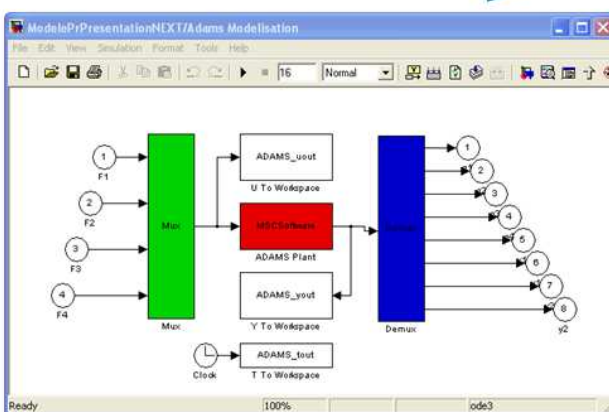 ModelePrPresentationNEXT/Adams Modelisation
File Edit View Simulation Format Tools Help
16 Normal
1
F1
2
F2
3
F3
4
F4
Mux
Mux
ADAMS_uout
U To Workspace
MSCSoftware
ADAMS Plant
ADAMS_yout
Y To Workspace
Clock
ADAMS_tout
T To Workspace
Demux
1
2
3
4
5
6
7
8
y2
Ready 100% ode3